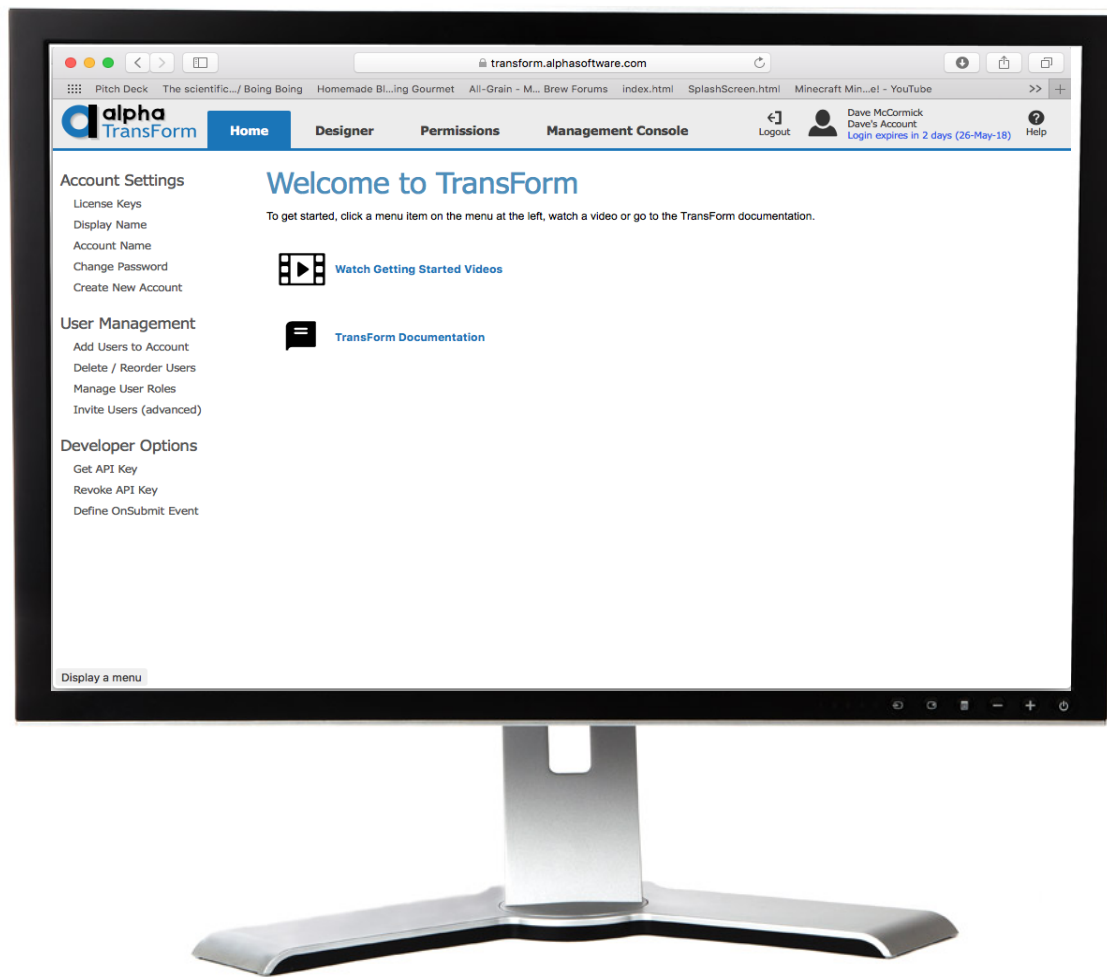 transform.alphasoftware.com
Pitch Deck The scientific.../ Boing Boing Homemade Bl...ing Gourmet All-Grain - M... Brew Forums index.html SplashScreen.html Minecraft Min...e! - YouTube >> +
alpha
TransForm
Home Designer Permissions Management Console
Logout
Dave McCormick
Dave's Account
Login expires in 2 days (26-May-18)
Help
Account Settings
License Keys
Display Name
Account Name
Change Password
Create New Account
User Management
Add Users to Account
Delete / Reorder Users
Manage User Roles
Invite Users (advanced)
Developer Options
Get API Key
Revoke API Key
Define OnSubmit Event
Welcome to TransForm
To get started, click a menu item on the menu at the left, watch a video or go to the TransForm documentation.
Watch Getting Started Videos
TransForm Documentation
Display a menu